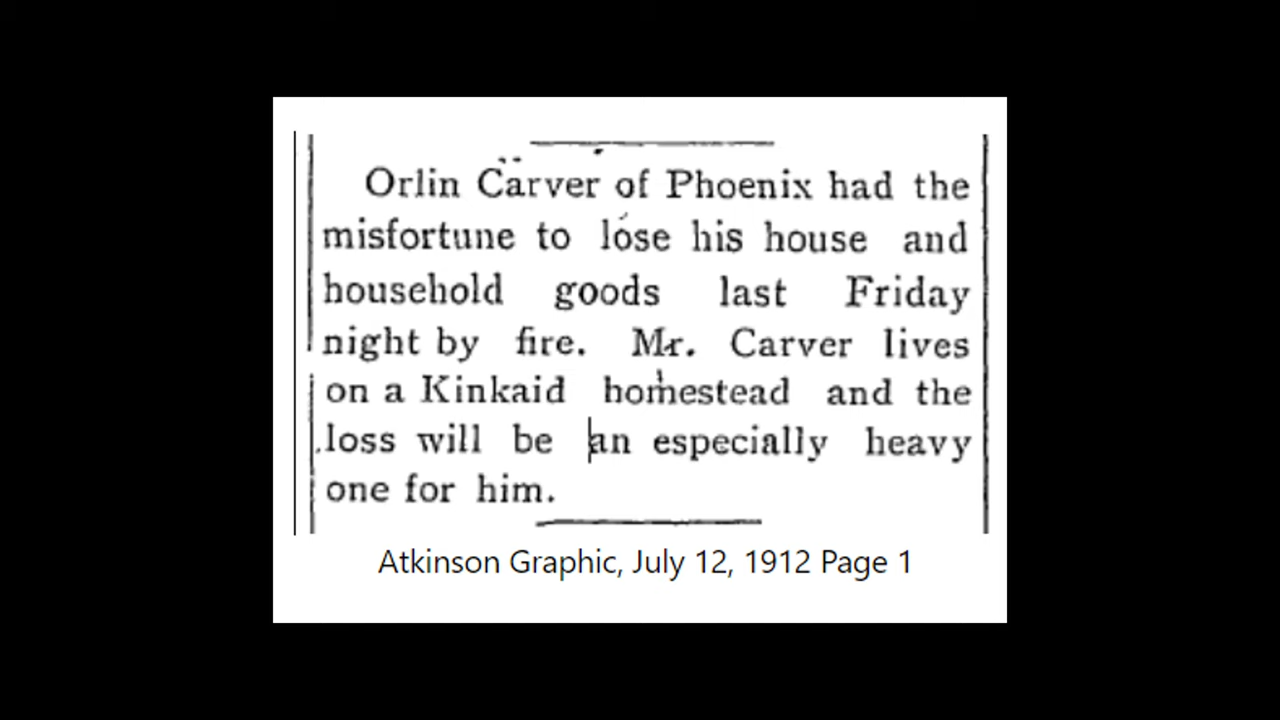 Orlin Carver of Phoenix had the
misfortune to lose his house and
household goods last Friday
night by fire. Mr. Carver lives
on a Kinkaid homestead and the
loss will be an especially heavy
one for him.
Atkinson Graphic, July 12, 1912 Page 1